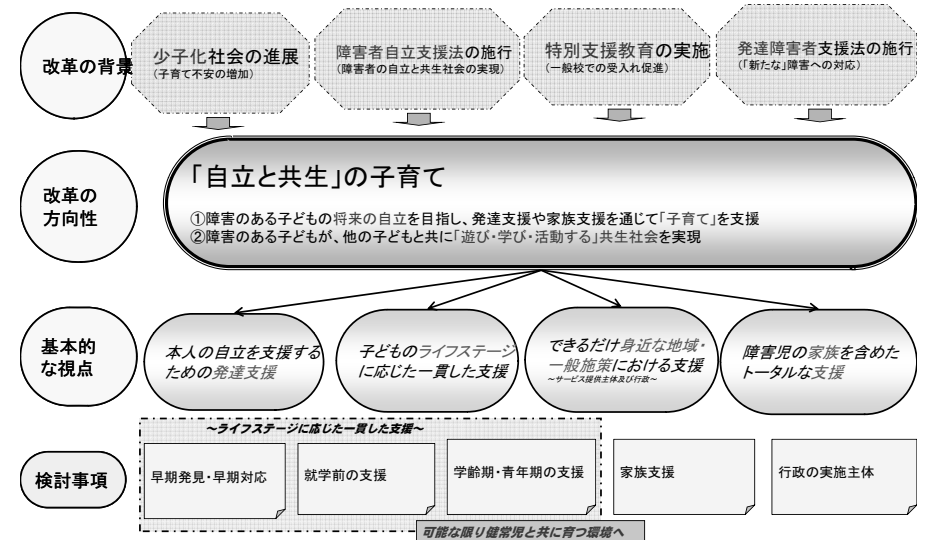 改革の背景
少子化社会の進展
(子育て不安の増加)
障害者自立支援法の施行
(障害者の自立と共生社会の実現)
特別支援教育の実施
(一般校での受入れ促進)
発達障害者支援法の施行
(「新たな」障害への対応)
改革の
方向性
「自立と共生」の子育て
①障害のある子どもの将来の自立を目指し、発達支援や家族支援を通じて「子育て」を支援
②障害のある子どもが、他の子どもと共に「遊び・学び・活動する」共生社会を実現
基本的
な視点
本人の自立を支援する
ための発達支援
子どものライフステージ
に応じた一貫した支援
できるだけ身近な地域・
一般施策における支援
～サービス提供主体及び行政～
障害児の家族を含めた
トータルな支援
～ライフステージに応じた一貫した支援～
検討事項
早期発見・早期対応
就学前の支援
学齢期・青年期の支援
家族支援
行政の実施主体
可能な限り健常児と共に育つ環境へ